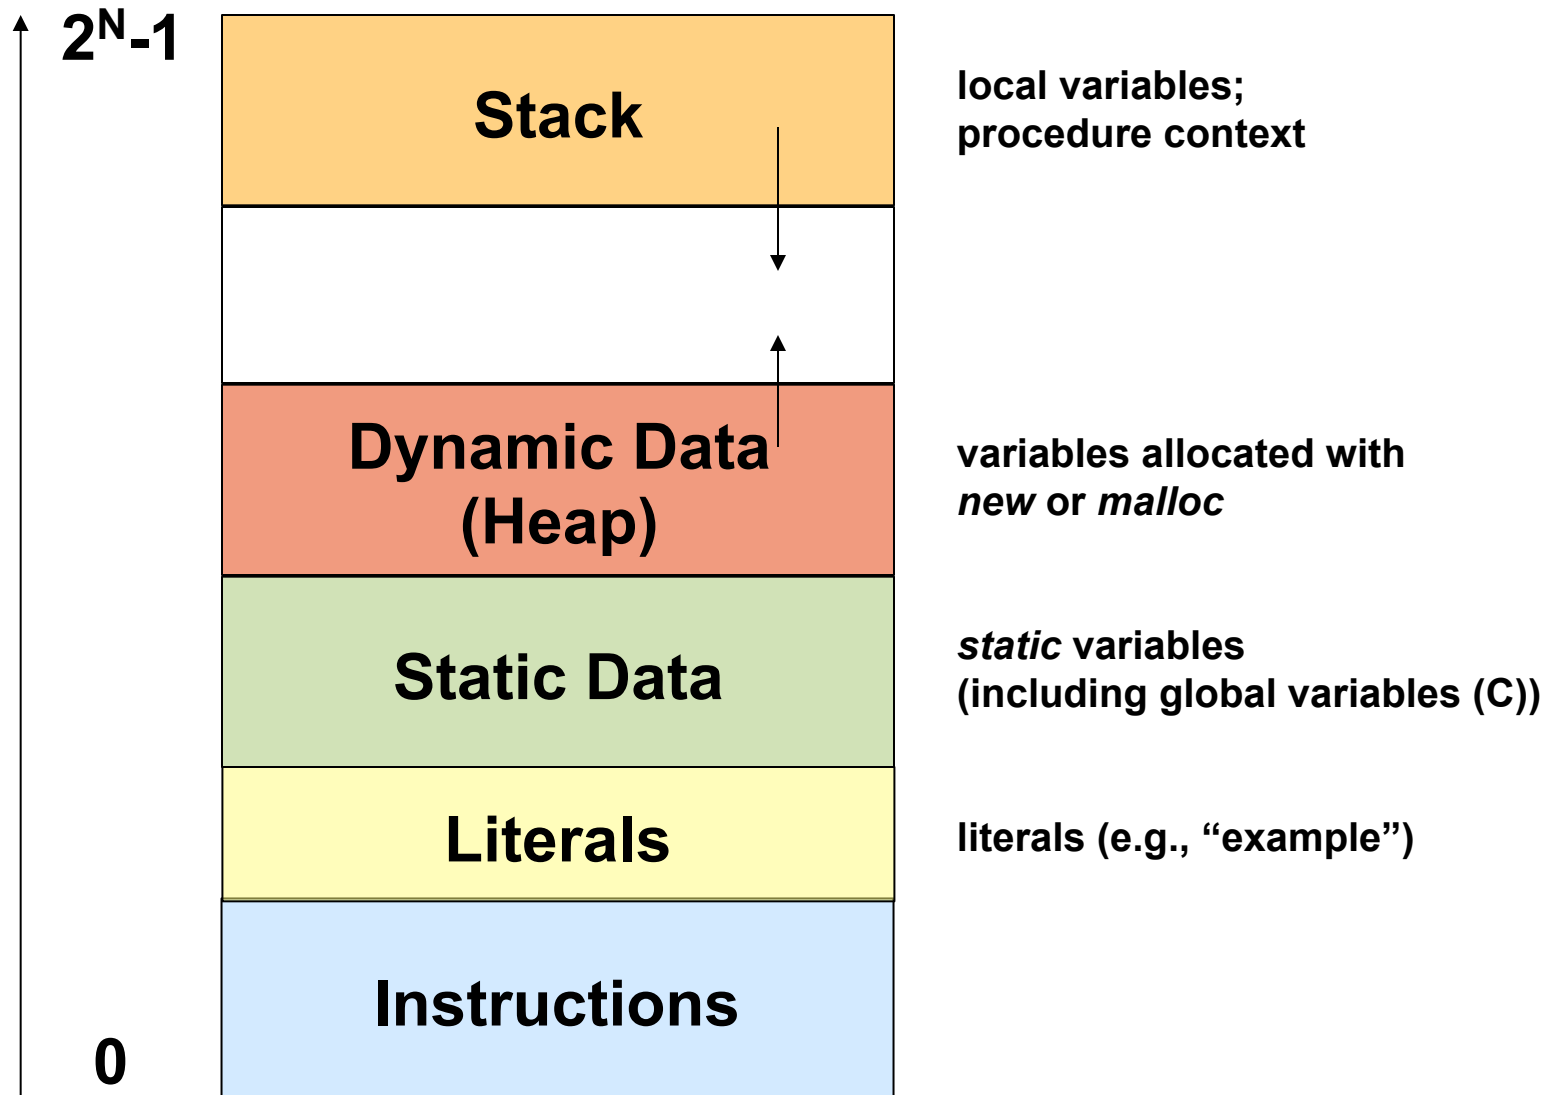 2ᴺ-1
Stack
local variables;
procedure context
Dynamic Data
(Heap)
variables allocated with
new or malloc
Static Data
static variables
(including global variables (C))
Literals
literals (e.g., “example”)
Instructions
0